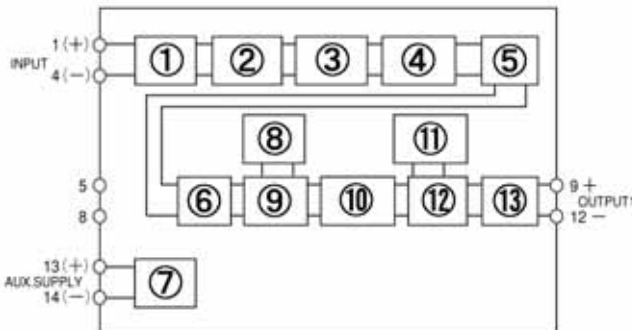 1(+)
INPUT
4(−)
① ② ③ ④ ⑤
⑧ ⑪
5
8
⑥ ⑨ ⑩ ⑫ ⑬
9 +
OUTPUT1
12 −
13(+)
AUX.SUPPLY
14(−)
⑦